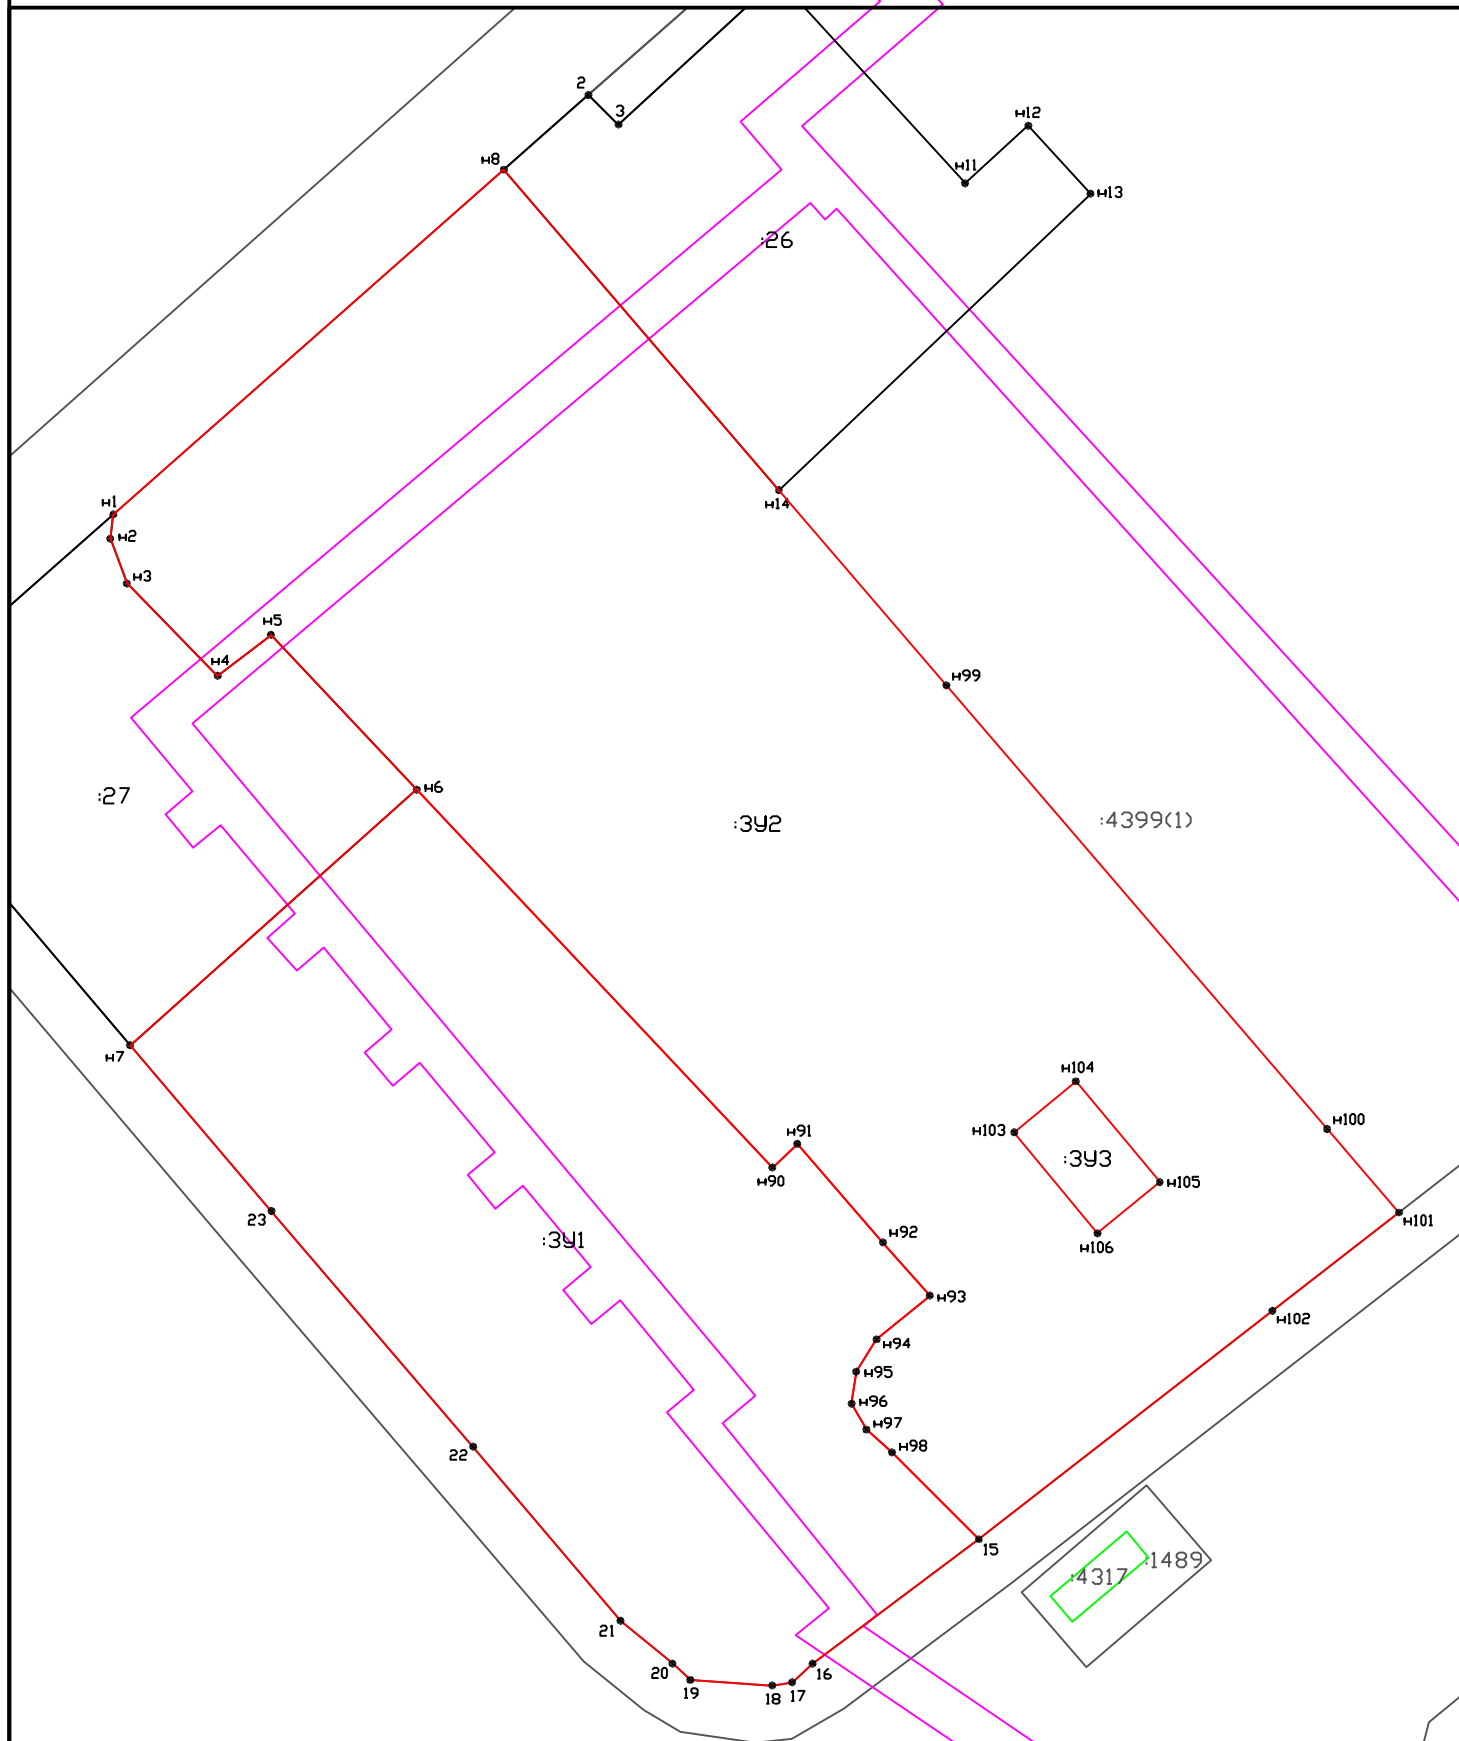 2
3
н12
н8
н11
н13
:26
н1
н14
н2
н3
н5
н4
н99
н6
:27
:ЗУ2
:4399(1)
н7
н104
н100
н103
н91
:ЗУ3
н90
н105
23
н101
н92
:ЗУ1
н106
н93
н102
н94
н95
н96
н97
н98
22
15
:1489
:4317
21
20
16
19
18
17